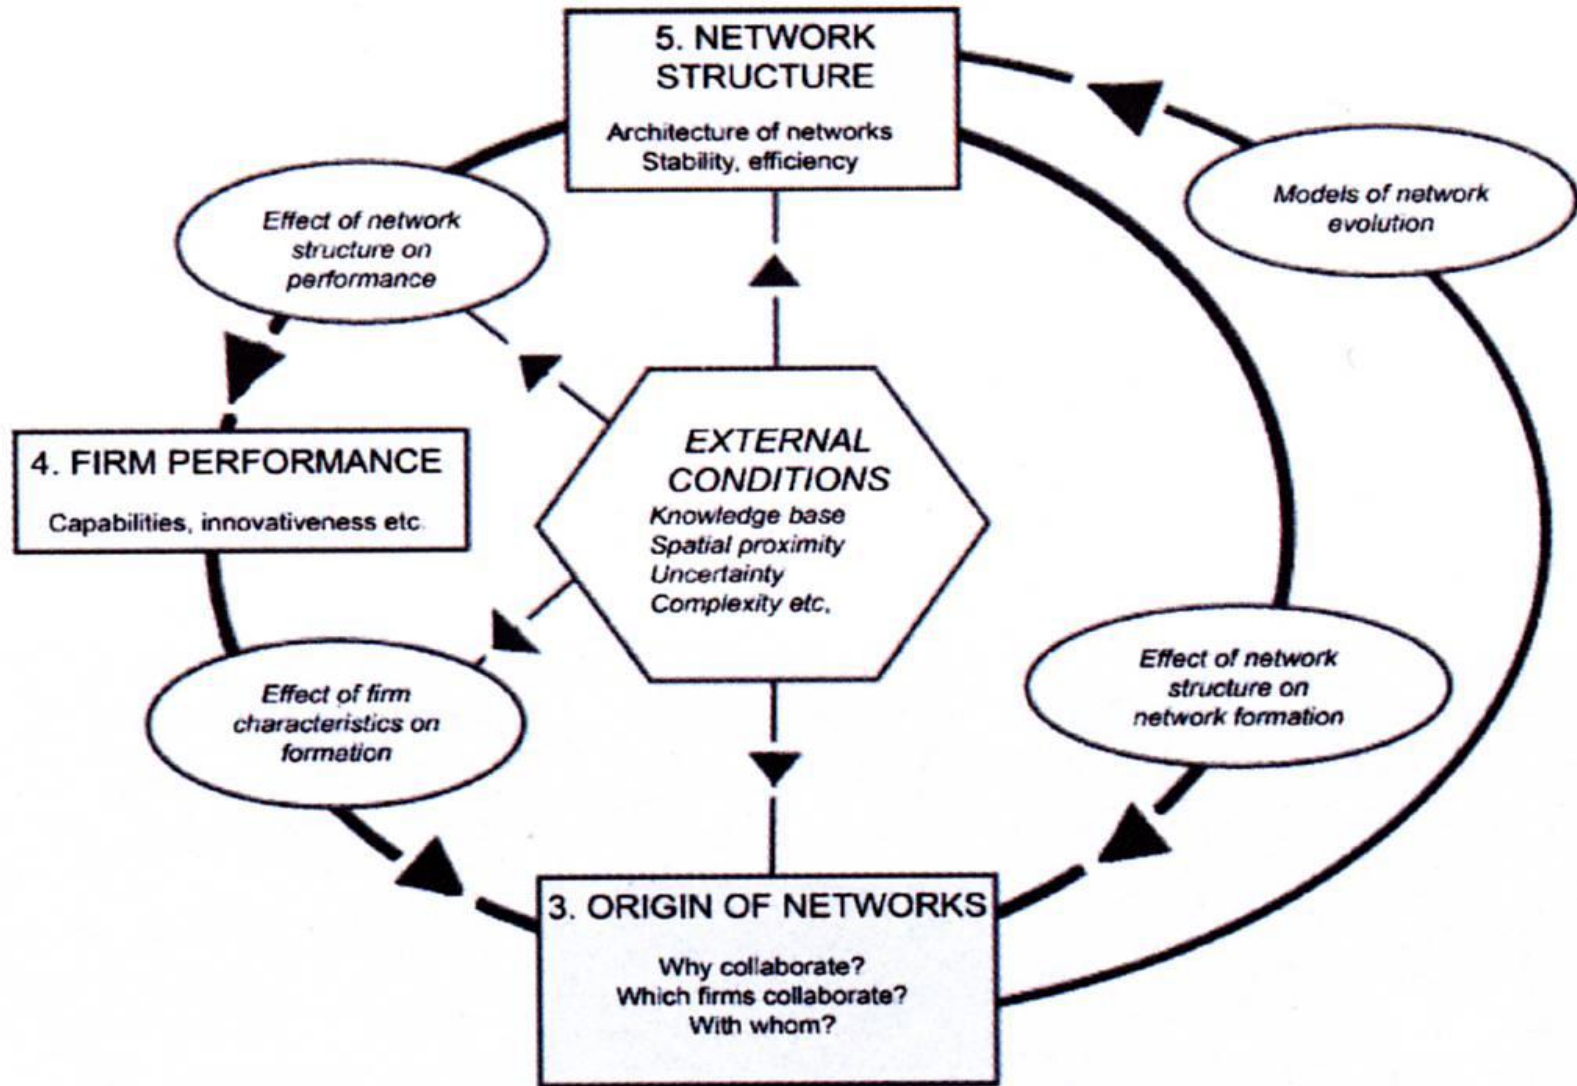 5. NETWORK
STRUCTURE
Architecture of networks
Stability, efficiency
Models of network
evolution
Effect of network
structure on
performance
4. FIRM PERFORMANCE
Capabilities, innovativeness etc.
EXTERNAL
CONDITIONS
Knowledge base
Spatial proximity
Uncertainty
Complexity etc.
Effect of firm
characteristics on
formation
Effect of network
structure on
network formation
3. ORIGIN OF NETWORKS
Why collaborate?
Which firms collaborate?
With whom?